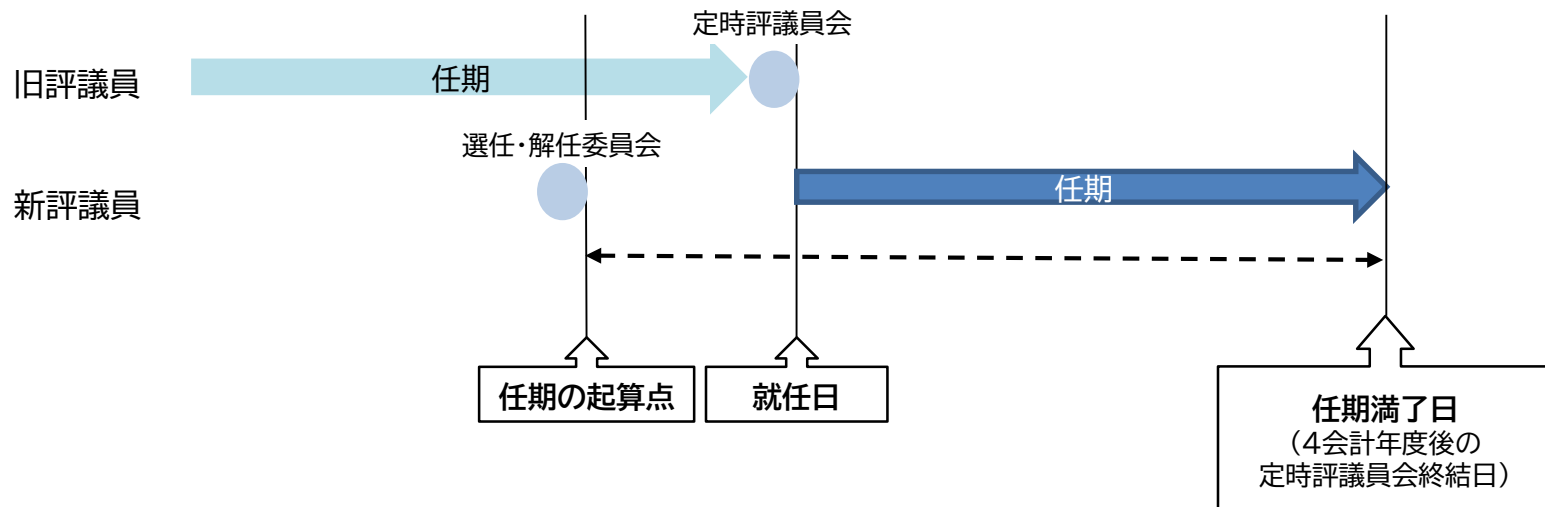 定時評議員会
旧評議員
任期
選任・解任委員会
新評議員
任期
任期の起算点
就任日
任期満了日
（4会計年度後の
定時評議員会終結日）